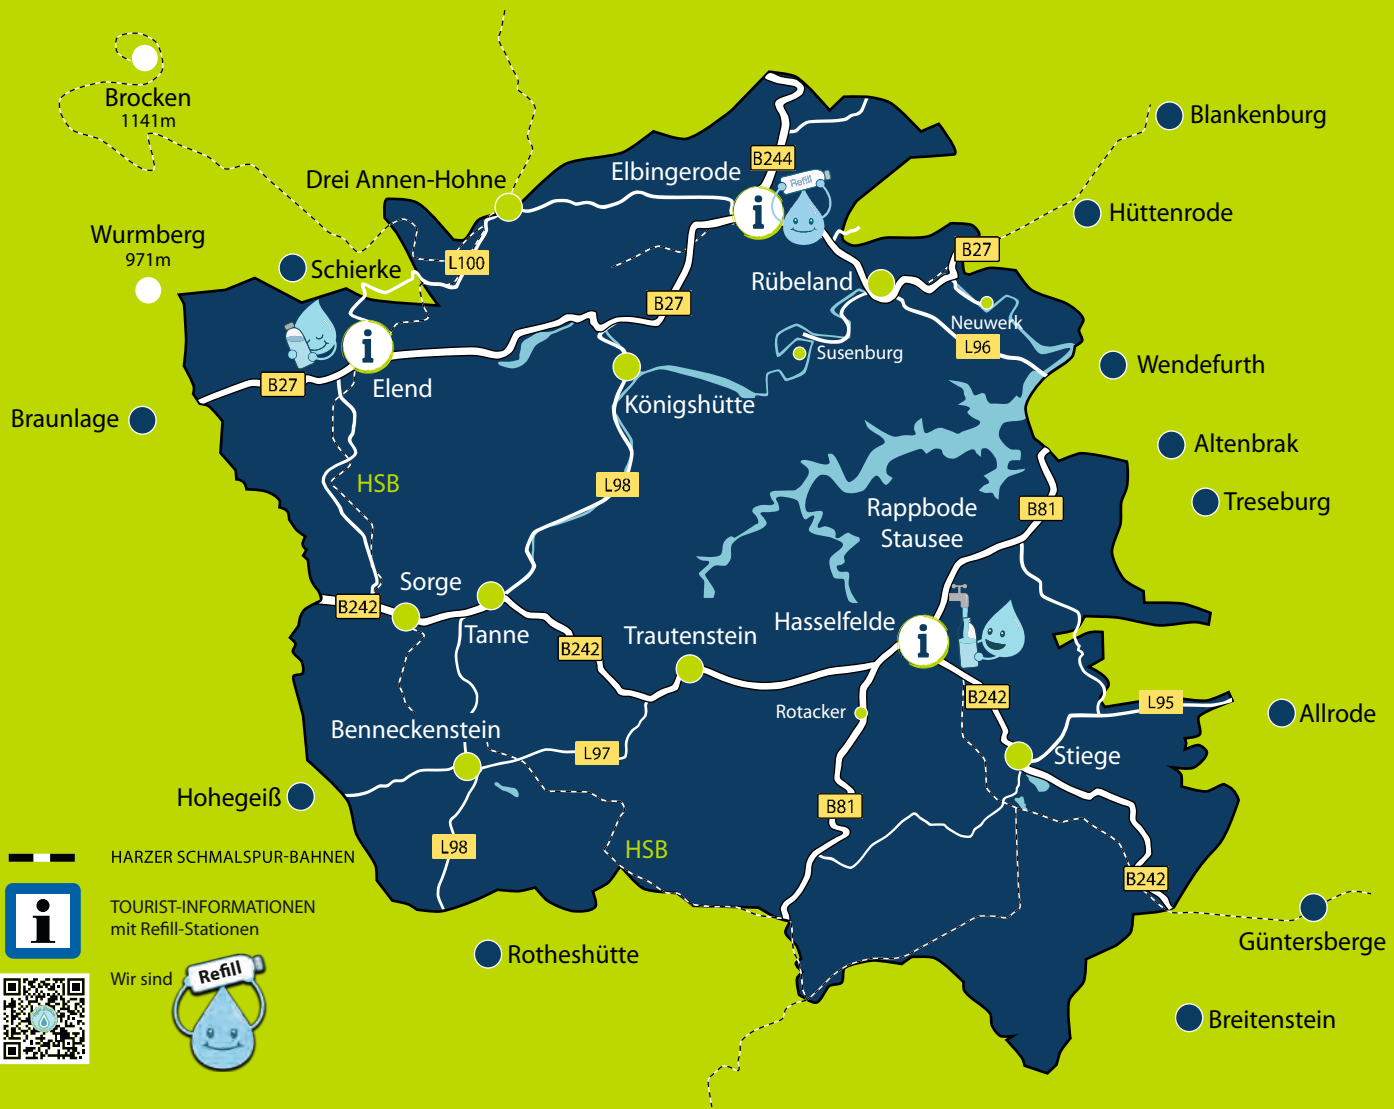 Brocken
1141m
Blankenburg
B244
Elbingerode
Refill
Drei Annen-Hohne
Hüttenrode
Wurmberg
971m
B27
L100
Schierke
Rübeland
B27
Neuwerk
L96
Susenburg
Wendefurth
B27
Elend
Königshütte
Braunlage
Altenbrak
HSB
L98
Rappbode
Stausee
B81
Treseburg
Sorge
B242
Tanne
B242
Trautenstein
Hasselfelde
B242
L95
Rotacker
Allrode
Benneckenstein
L97
Stiege
Hohegeiß
B81
L98
HSB
B242
HARZER SCHMALSPUR-BAHNEN
i
TOURIST-INFORMATIONEN
mit Refill-Stationen
Güntersberge
Rotheshütte
Wir sind
Refill
Breitenstein
i
i
i